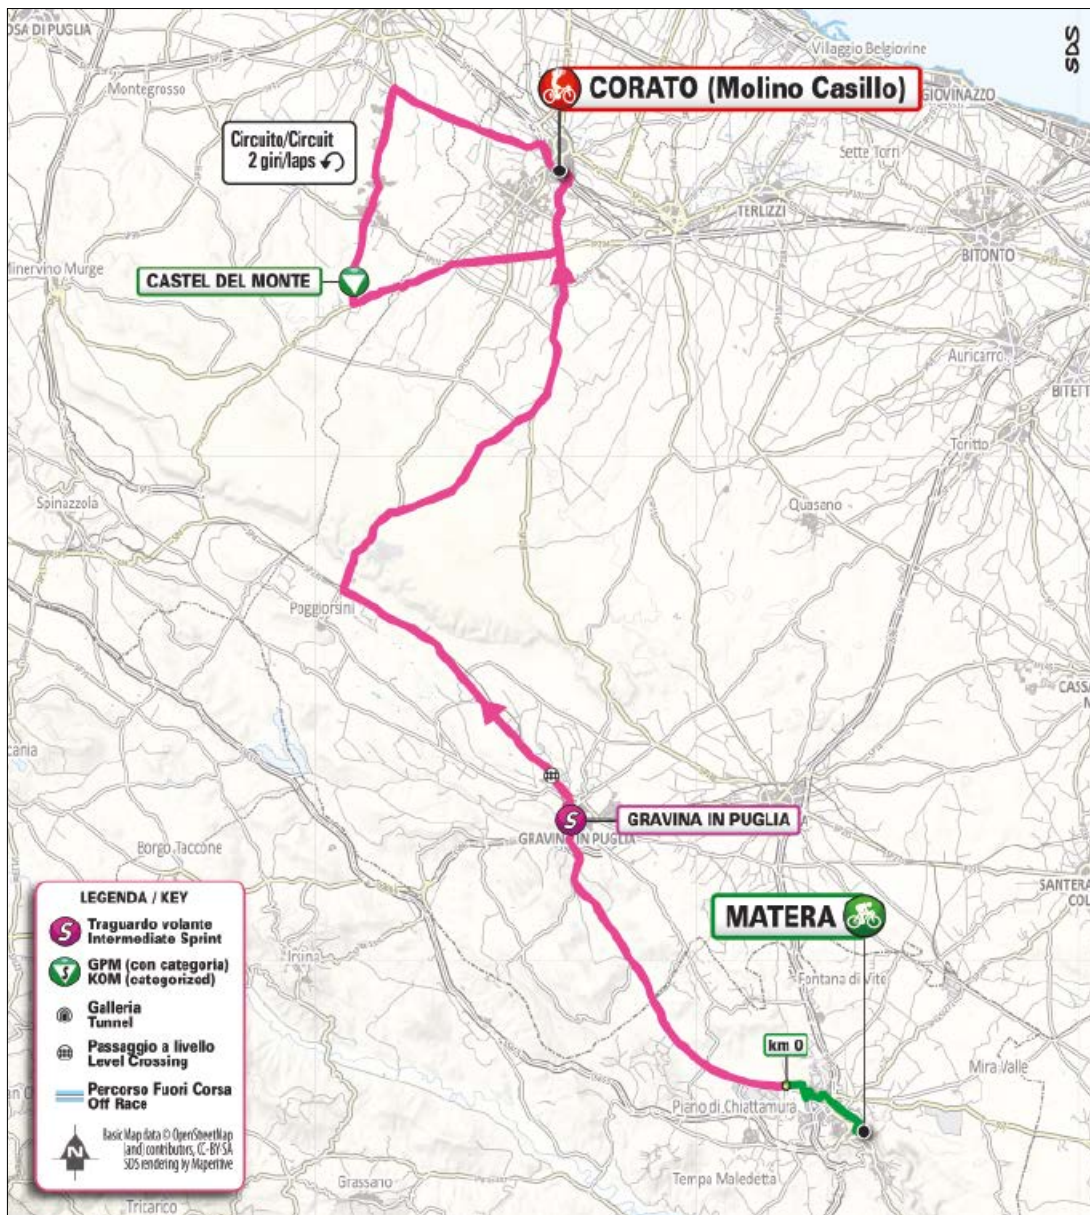 OSA DI PUGLIA
Montegrosso
Villaggio Belgiovine
SDS
CORATO (Molino Casillo)
GIOVINAZZO
Circuito/Circuit
2 giri/laps
Sette Torri
TERLIZZI
BITONTO
Minervino Murge
CASTEL DEL MONTE
Auricarro
BITETT
Toritto
Spinazzola
Quasano
Poggiorsini
CASSA
cania
GRAVINA IN PUGLIA
GRAVINA IN PUGLIA
Borgo Taccone
SANTERA
COL
MATERA
LEGENDA / KEY
Traguardo volante
Intermediate Sprint
GPM (con categoria)
KOM (categorized)
Galleria
Tunnel
Passaggio a livello
Level Crossing
Percorso Fuori Corsa
Off Race
N
Basic Map data © OpenStreetMap
(and) contributors, CC-BY-SA
SDS rendering by Maperitive
Irsina
Fontana di Vite
km 0
Mira Valle
Piano di Chiattamura
Tempa Maledetta
Grassano
Tricarico